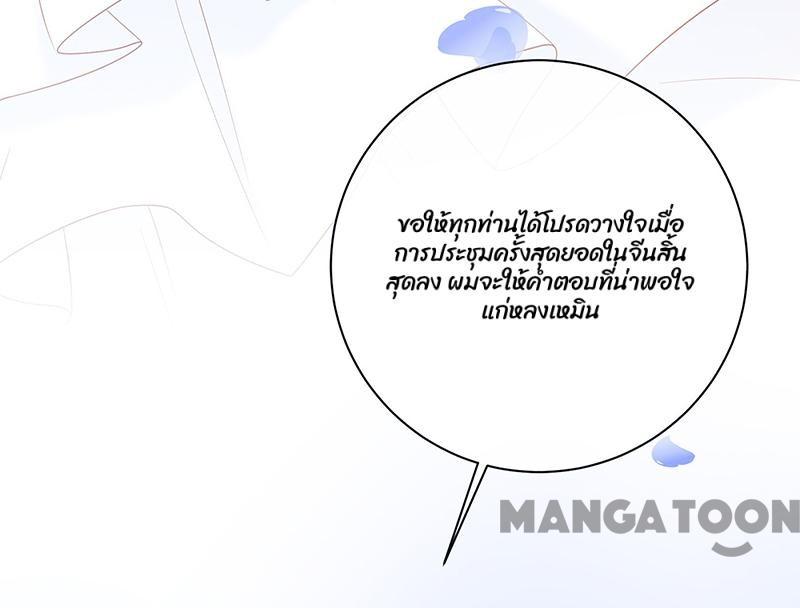 ขอให้ทุกท่านได้โปรดวางใจเมื่อ
การประชุมครั้งสุดยอดในจีนสิ้น
สุดลง ผมจะให้คำตอบที่น่าพอใจ
แก่หลงเหมิน
MANGATOON